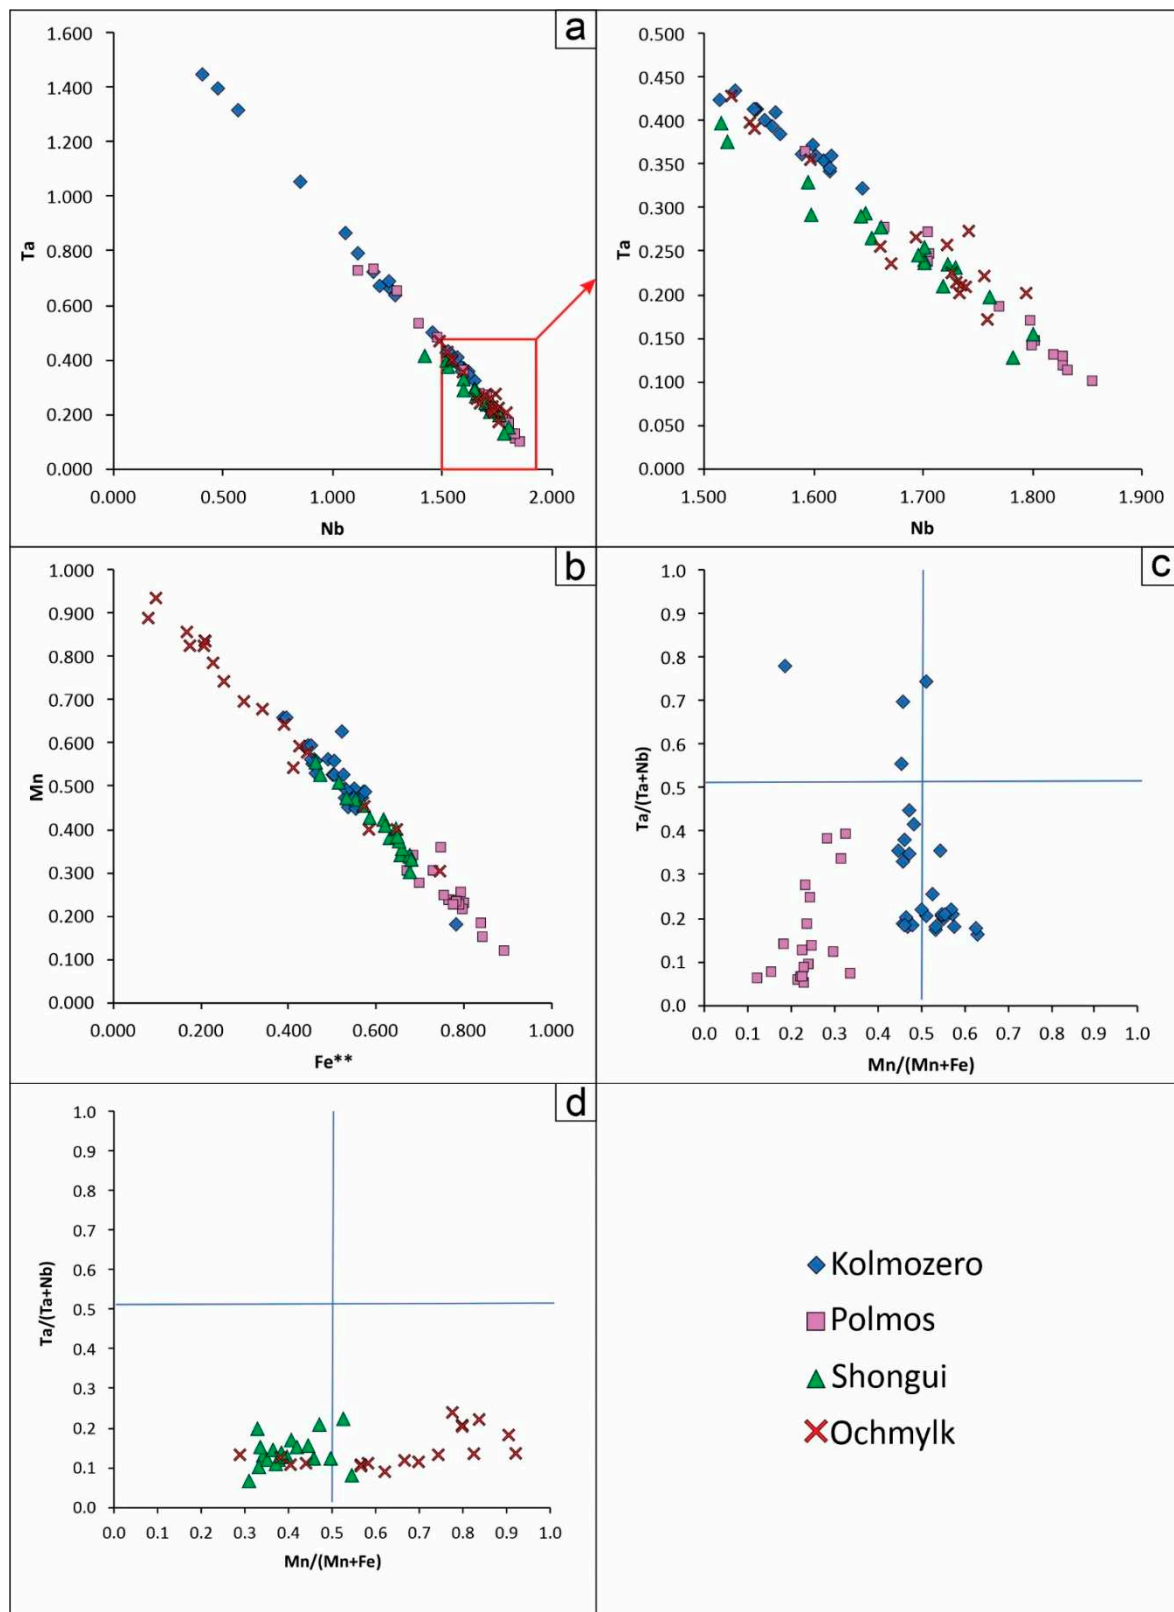 a
1.600
1.400
1.200
1.000
0.800
0.600
0.400
0.200
0.000
Ta
0.000 0.500 1.000 1.500 2.000
Nb
0.500
0.450
0.400
0.350
0.300
0.250
0.200
0.150
0.100
0.050
0.000
Ta
1.500 1.600 1.700 1.800 1.900
Nb
b
1.000
0.900
0.800
0.700
0.600
0.500
0.400
0.300
0.200
0.100
0.000
Mn
0.000 0.200 0.400 0.600 0.800 1.000
Fe**
c
1.0
0.9
0.8
0.7
0.6
0.5
0.4
0.3
0.2
0.1
0.0
Ta/(Ta+Nb)
0.0 0.1 0.2 0.3 0.4 0.5 0.6 0.7 0.8 0.9 1.0
Mn/(Mn+Fe)
d
1.0
0.9
0.8
0.7
0.6
0.5
0.4
0.3
0.2
0.1
0.0
Ta/(Ta+Nb)
0.0 0.1 0.2 0.3 0.4 0.5 0.6 0.7 0.8 0.9 1.0
Mn/(Mn+Fe)
Kolmozero
Polmos
Shongui
Ochmylk